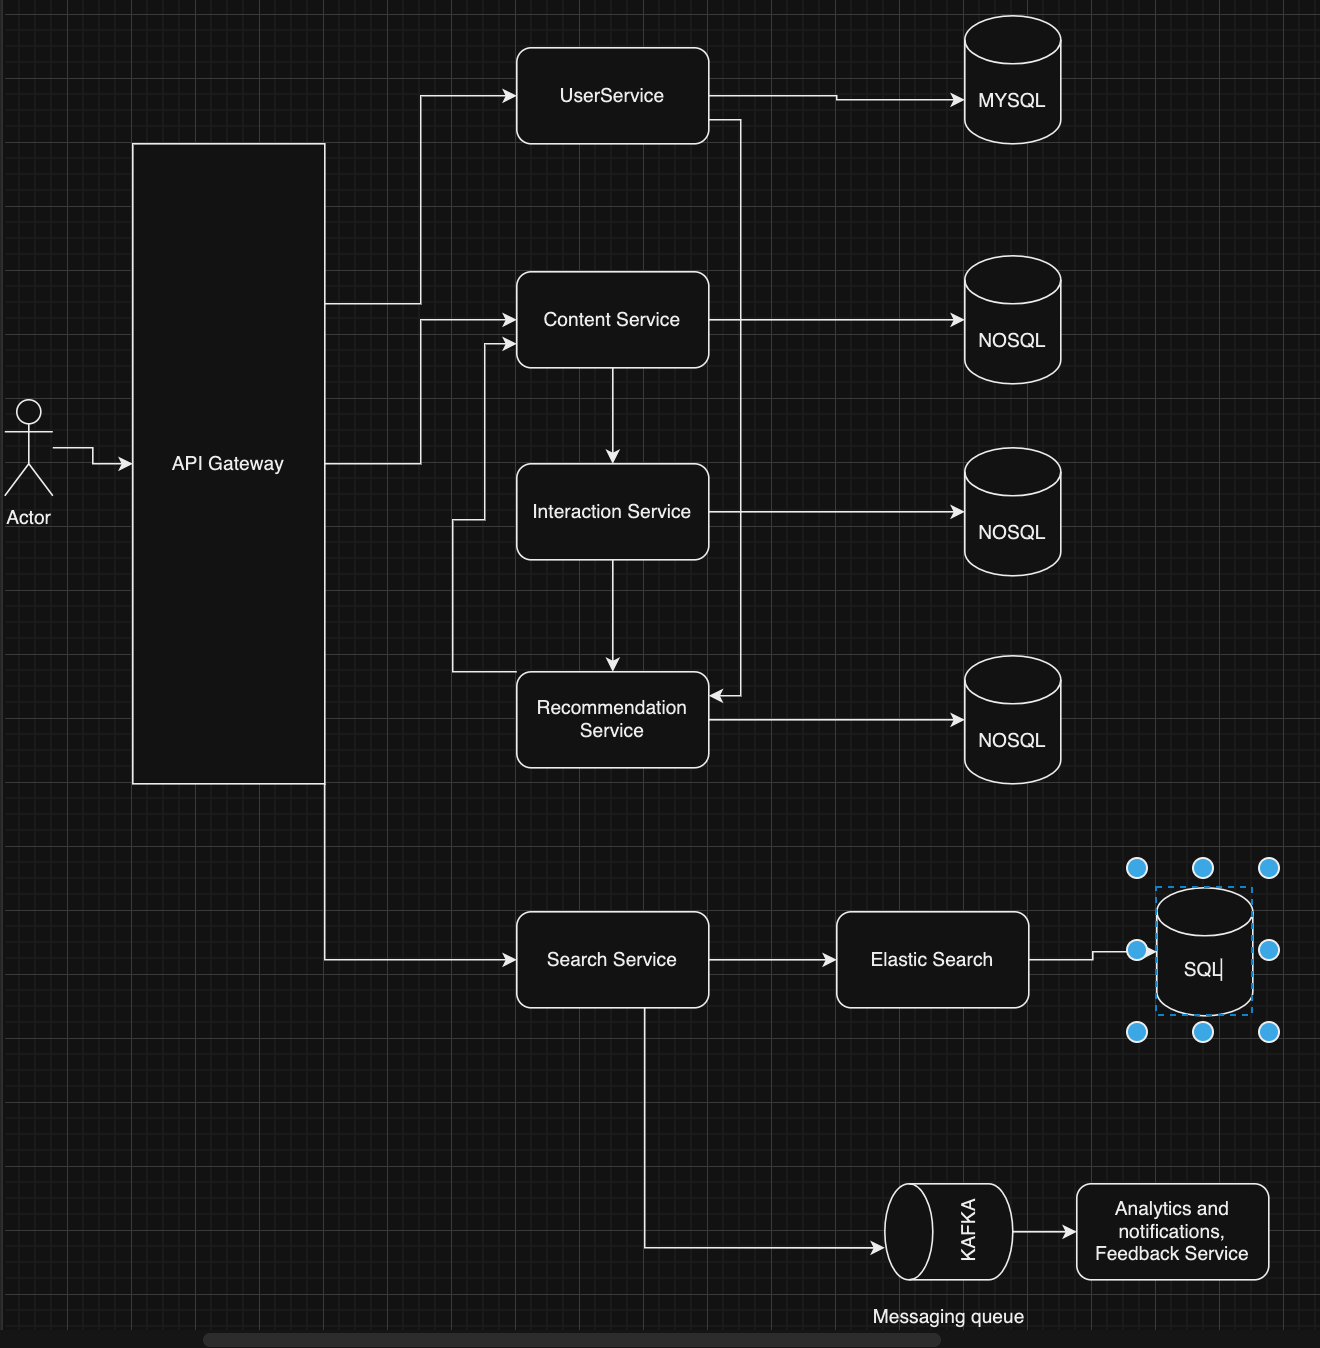 UserService
MYSQL
Content Service
NOSQL
API Gateway
Actor
Interaction Service
NOSQL
Recommendation
Service
NOSQL
Search Service
Elastic Search
SQL
KAFKA
Analytics and
notifications,
Feedback Service
Messaging queue